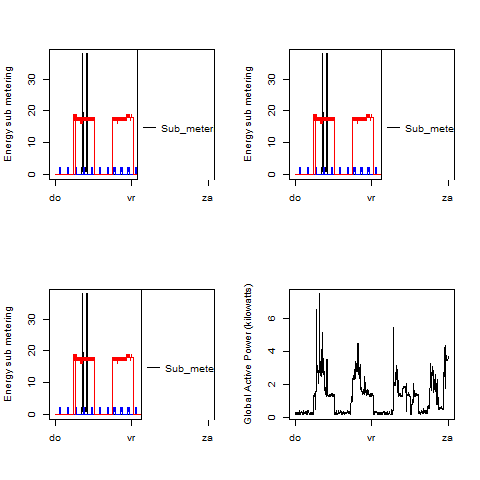 Energy sub metering
30
20
10
0
Sub_meter
do
vr
za
Energy sub metering
30
20
10
0
Sub_meter
do
vr
za
Energy sub metering
30
20
10
0
Sub_mete
do
vr
za
Global Active Power (kilowatts)
6
4
2
0
do
vr
za